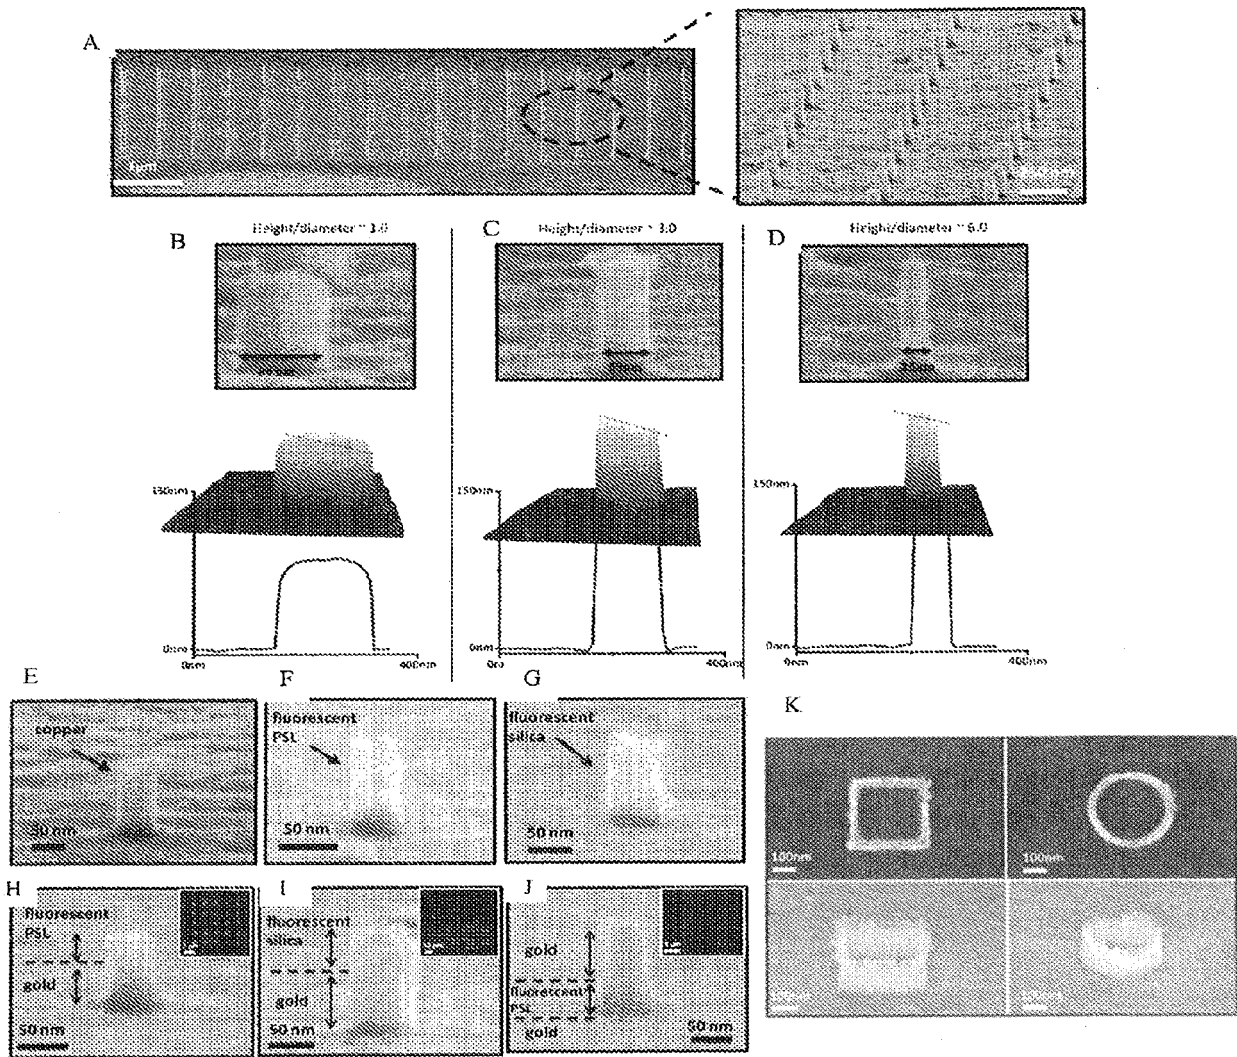 A
B
Height/diameter ~ 1.0
C
Height/diameter ~ 3.0
D
Height/diameter ~ 6.0
150nm
0nm
0nm
400nm
150nm
0nm
400nm
150nm
0nm
0nm
400nm
E
copper
50 nm
F
fluorescent
PSL
50 nm
G
fluorescent
silica
50 nm
H
fluorescent
PSL
gold
50 nm
I
fluorescent
silica
gold
50 nm
J
gold
fluorescent
PSL
gold
50 nm
K
100nm
100nm